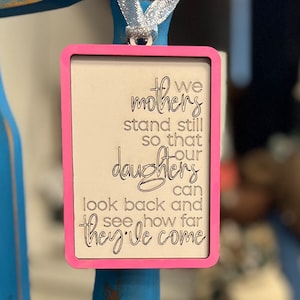 we
mothers
stand still
so that
our
daughters
can
look back and
see how far
they've come